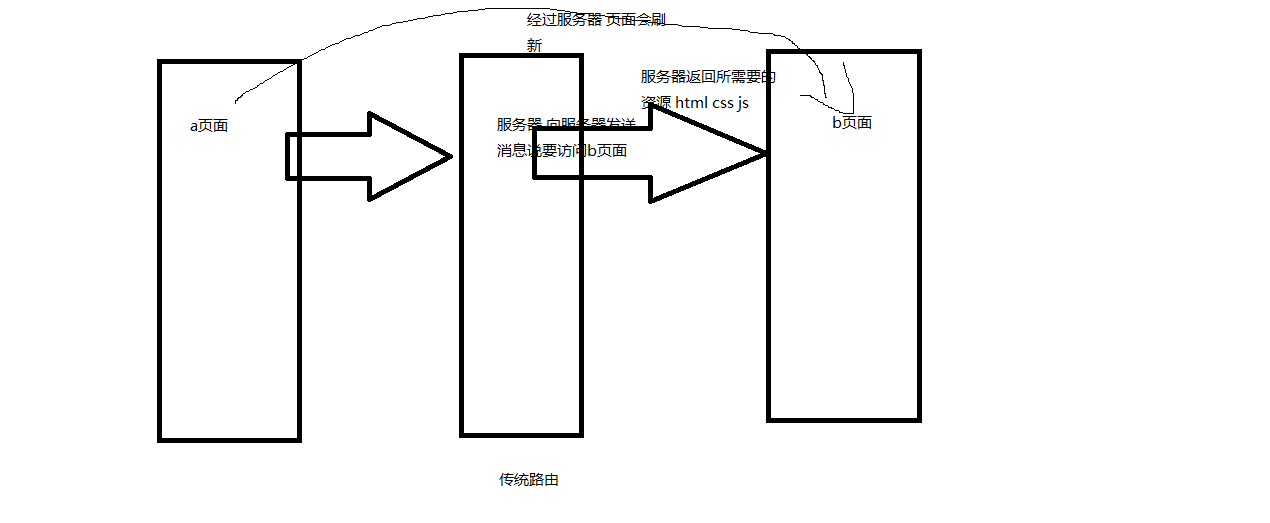 经过服务器 页面会刷
新
服务器返回所需要的
资源 html css js
a页面
服务器 向服务器发送
消息说要访问b页面
b页面
传统路由